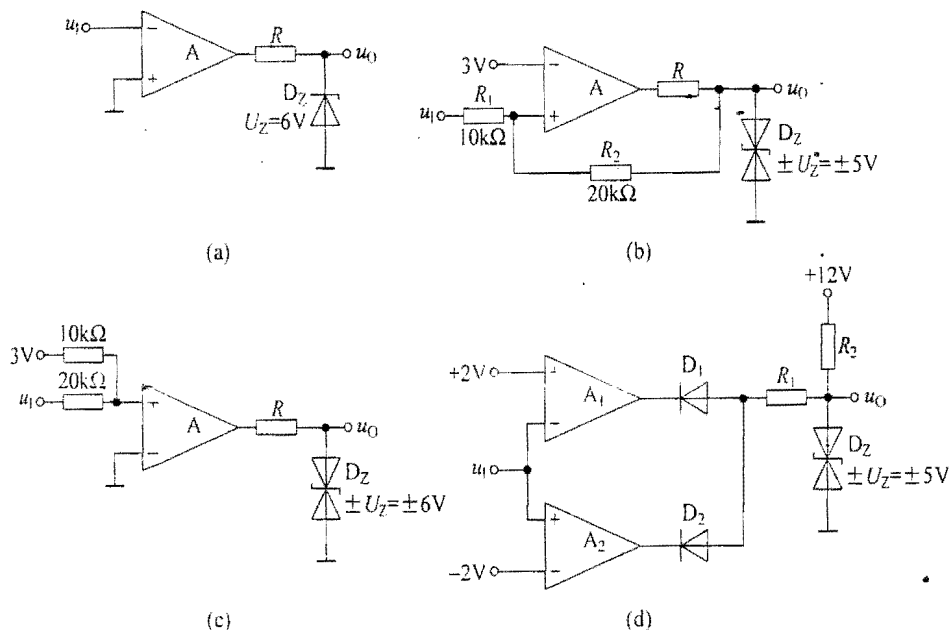 u_I − A + R u_O
D_Z
U_Z=6V
(a)
3V − A + R u_O
u_I R_1
10kΩ
R_2
20kΩ
D_Z
±U_Z=±5V
(b)
10kΩ
3V
20kΩ
u_I + A − R u_O
D_Z
±U_Z=±6V
(c)
+12V
R_2
+2V A_1 − D_1 R_1 u_O
u_I
+ A_2 D_2
−2V −
D_Z
±U_Z=±5V
(d)